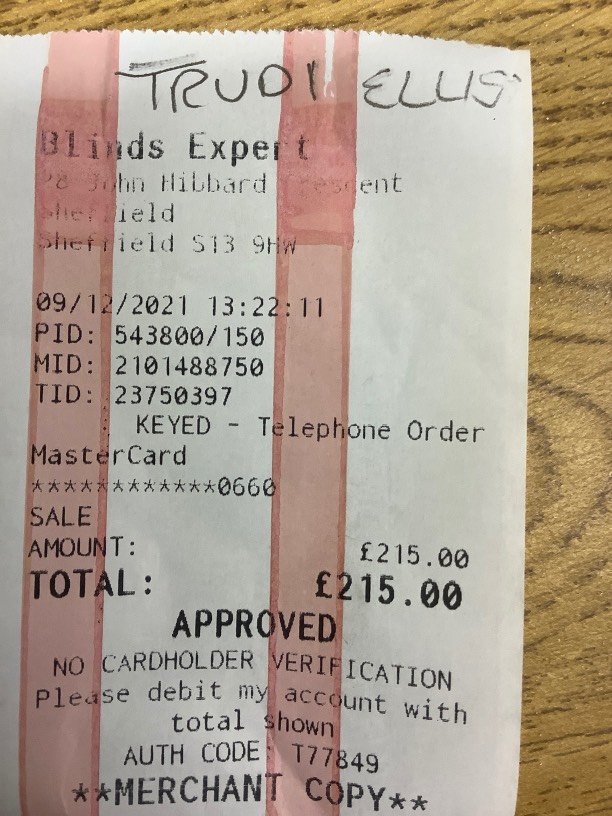 TRUDI ELLIS
Blinds Expert
28 John Hibbard Crescent
Sheffield
Sheffield S13 9HW
09/12/2021 13:22:11
PID: 543800/150
MID: 2101488750
TID: 23750397
KEYED - Telephone Order
MasterCard
************0660
SALE
AMOUNT: £215.00
TOTAL: £215.00
APPROVED
NO CARDHOLDER VERIFICATION
Please debit my account with
total shown
AUTH CODE: T77849
**MERCHANT COPY**